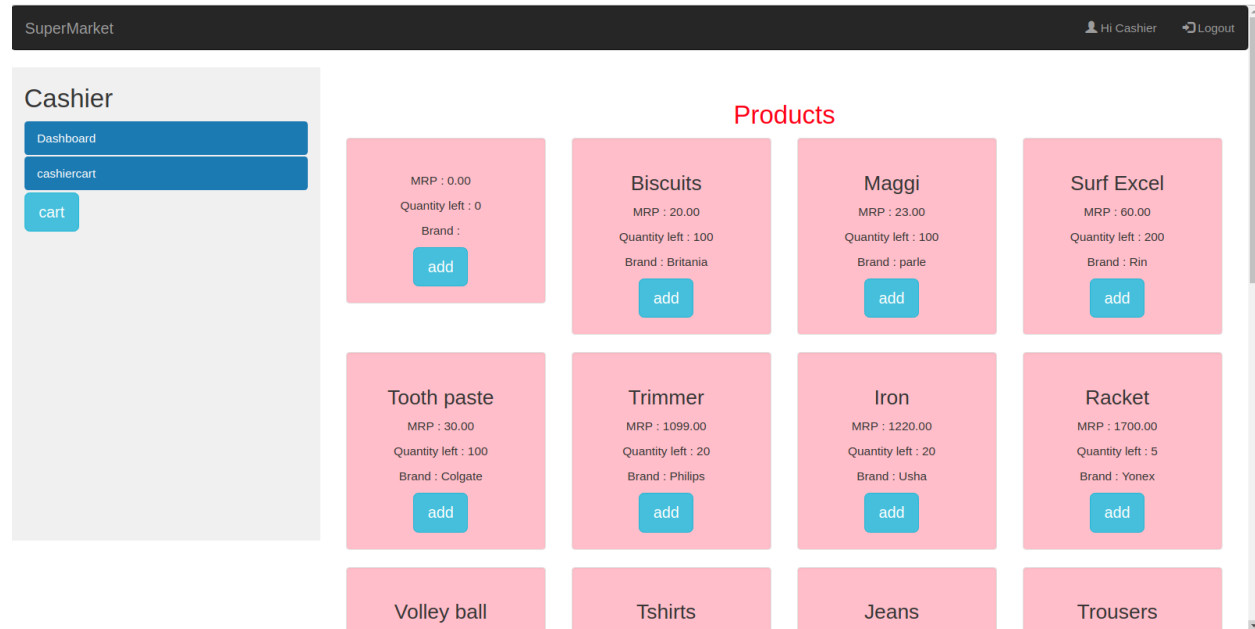 SuperMarket
Hi Cashier
Logout
Cashier
Dashboard
cashiercart
cart
Products
MRP : 0.00
Quantity left : 0
Brand :
add
Biscuits
MRP : 20.00
Quantity left : 100
Brand : Britania
add
Maggi
MRP : 23.00
Quantity left : 100
Brand : parle
add
Surf Excel
MRP : 60.00
Quantity left : 200
Brand : Rin
add
Tooth paste
MRP : 30.00
Quantity left : 100
Brand : Colgate
add
Trimmer
MRP : 1099.00
Quantity left : 20
Brand : Philips
add
Iron
MRP : 1220.00
Quantity left : 20
Brand : Usha
add
Racket
MRP : 1700.00
Quantity left : 5
Brand : Yonex
add
Volley ball
Tshirts
Jeans
Trousers